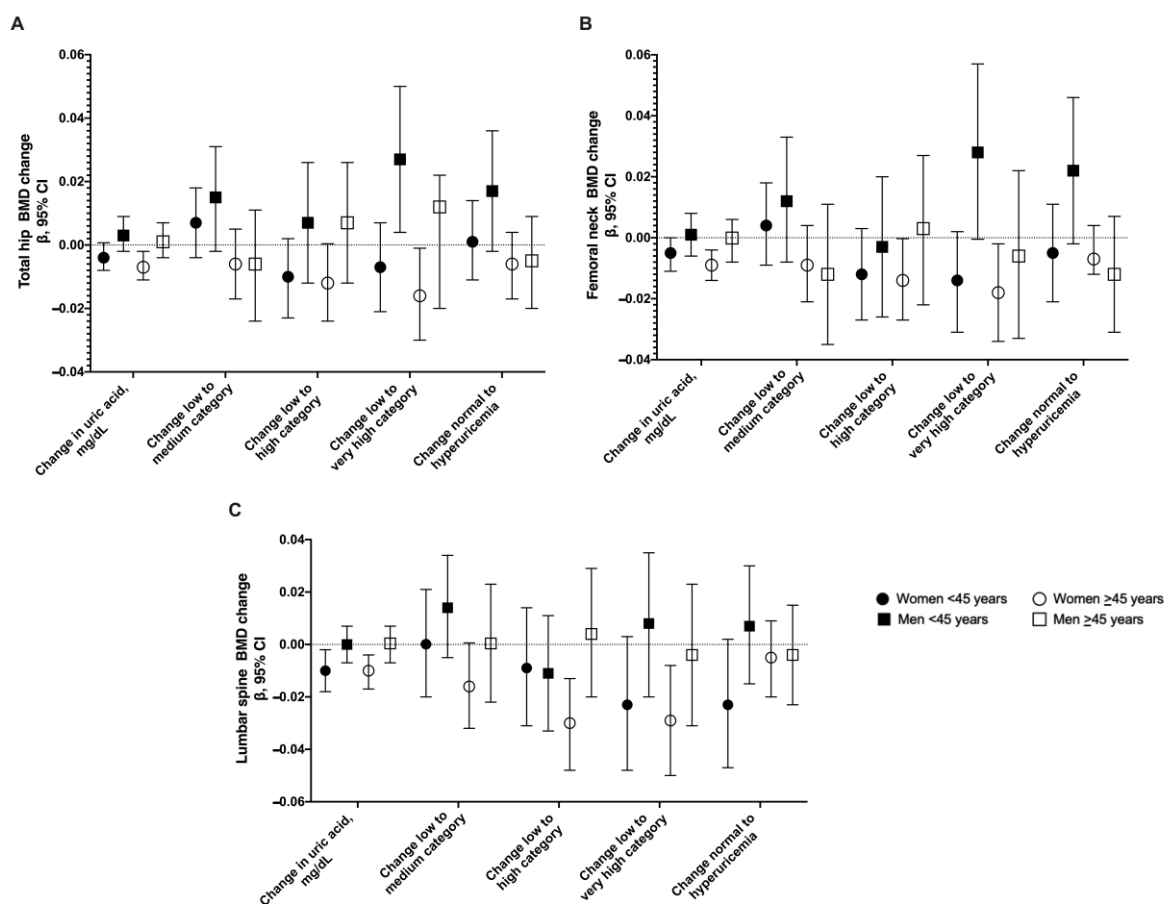 A
Total hip BMD change
β, 95% CI
0.06
0.04
0.02
0.00
−0.02
−0.04
Change in uric acid,
mg/dL
Change low to
medium category
Change low to
high category
Change low to
very high category
Change normal to
hyperuricemia
B
Femoral neck BMD change
β, 95% CI
0.06
0.04
0.02
0.00
−0.02
−0.04
Change in uric acid,
mg/dL
Change low to
medium category
Change low to
high category
Change low to
very high category
Change normal to
hyperuricemia
C
Lumbar spine BMD change
β, 95% CI
0.04
0.02
0.00
−0.02
−0.04
−0.06
Change in uric acid,
mg/dL
Change low to
medium category
Change low to
high category
Change low to
very high category
Change normal to
hyperuricemia
Women <45 years
Women ≥45 years
Men <45 years
Men ≥45 years